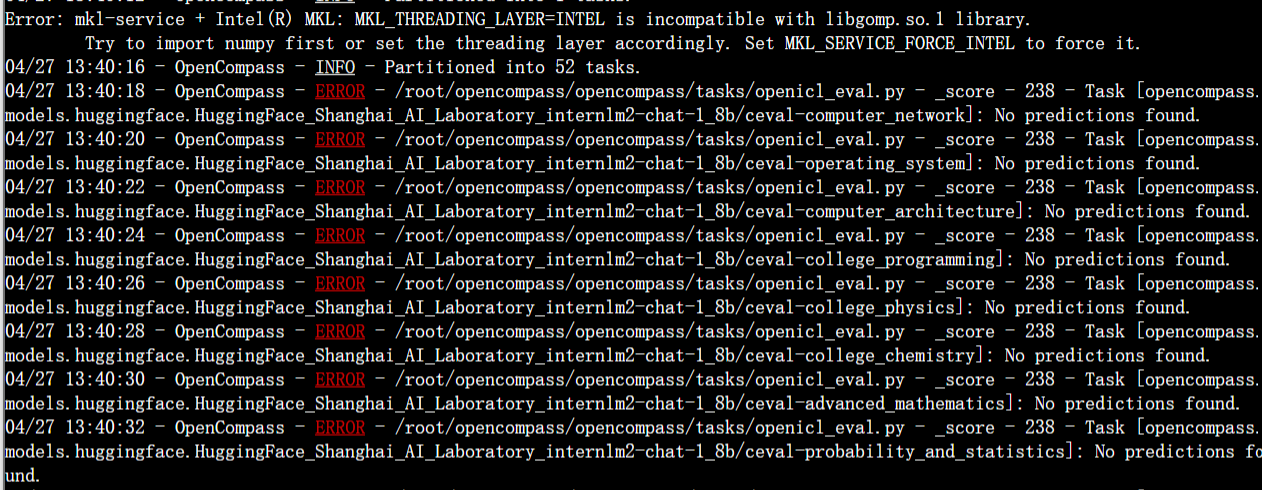 Error: mkl-service + Intel(R) MKL: MKL_THREADING_LAYER=INTEL is incompatible with libgomp.so.1 library.
Try to import numpy first or set the threading layer accordingly. Set MKL_SERVICE_FORCE_INTEL to force it.
04/27 13:40:16 - OpenCompass - INFO - Partitioned into 52 tasks.
04/27 13:40:18 - OpenCompass - ERROR - /root/opencompass/opencompass/tasks/openicl_eval.py - _score - 238 - Task [opencompass.
models.huggingface.HuggingFace_Shanghai_AI_Laboratory_internlm2-chat-1_8b/ceval-computer_network]: No predictions found.
04/27 13:40:20 - OpenCompass - ERROR - /root/opencompass/opencompass/tasks/openicl_eval.py - _score - 238 - Task [opencompass.
models.huggingface.HuggingFace_Shanghai_AI_Laboratory_internlm2-chat-1_8b/ceval-operating_system]: No predictions found.
04/27 13:40:22 - OpenCompass - ERROR - /root/opencompass/opencompass/tasks/openicl_eval.py - _score - 238 - Task [opencompass.
models.huggingface.HuggingFace_Shanghai_AI_Laboratory_internlm2-chat-1_8b/ceval-computer_architecture]: No predictions found.
04/27 13:40:24 - OpenCompass - ERROR - /root/opencompass/opencompass/tasks/openicl_eval.py - _score - 238 - Task [opencompass.
models.huggingface.HuggingFace_Shanghai_AI_Laboratory_internlm2-chat-1_8b/ceval-college_programming]: No predictions found.
04/27 13:40:26 - OpenCompass - ERROR - /root/opencompass/opencompass/tasks/openicl_eval.py - _score - 238 - Task [opencompass.
models.huggingface.HuggingFace_Shanghai_AI_Laboratory_internlm2-chat-1_8b/ceval-college_physics]: No predictions found.
04/27 13:40:28 - OpenCompass - ERROR - /root/opencompass/opencompass/tasks/openicl_eval.py - _score - 238 - Task [opencompass.
models.huggingface.HuggingFace_Shanghai_AI_Laboratory_internlm2-chat-1_8b/ceval-college_chemistry]: No predictions found.
04/27 13:40:30 - OpenCompass - ERROR - /root/opencompass/opencompass/tasks/openicl_eval.py - _score - 238 - Task [opencompass.
models.huggingface.HuggingFace_Shanghai_AI_Laboratory_internlm2-chat-1_8b/ceval-advanced_mathematics]: No predictions found.
04/27 13:40:32 - OpenCompass - ERROR - /root/opencompass/opencompass/tasks/openicl_eval.py - _score - 238 - Task [opencompass.
models.huggingface.HuggingFace_Shanghai_AI_Laboratory_internlm2-chat-1_8b/ceval-probability_and_statistics]: No predictions fo
und.